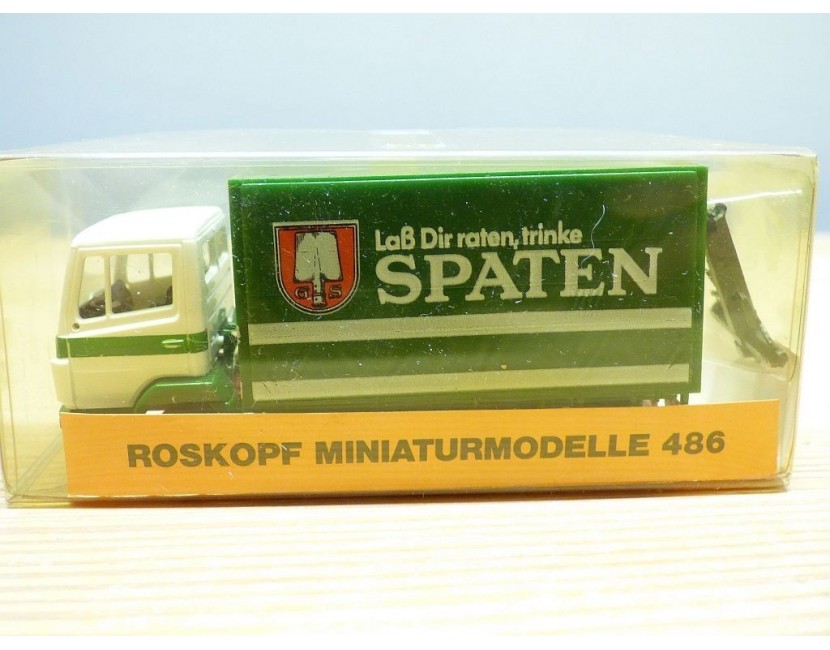 Laß Dir raten, trinke
SPATEN
G S
ROSKOPF MINIATURMODELLE 486